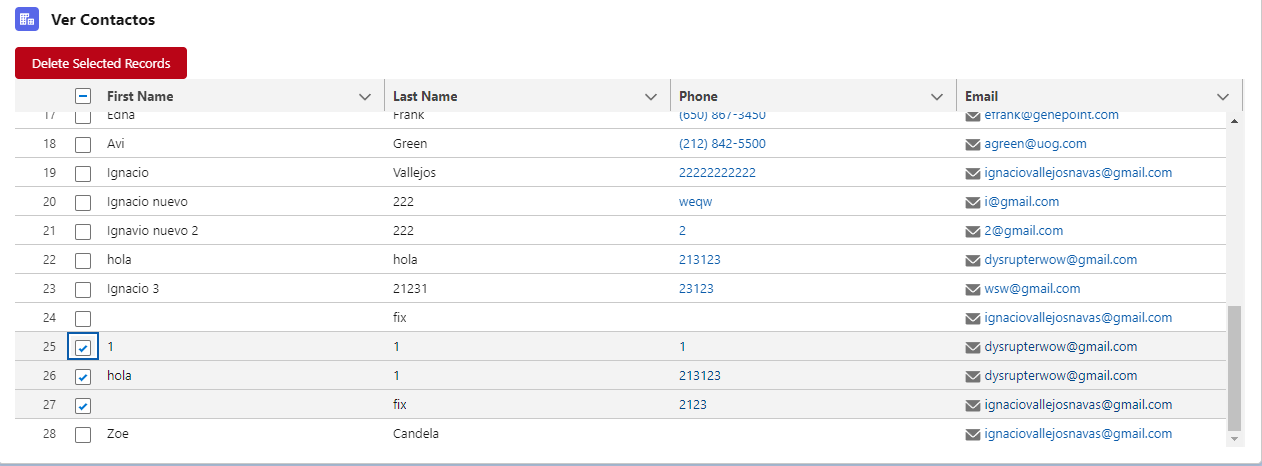 Ver Contactos
Delete Selected Records
First Name Last Name Phone Email
17 Edna Frank (650) 867-3450 efrank@genepoint.com
18 Avi Green (212) 842-5500 agreen@uog.com
19 Ignacio Vallejos 22222222222 ignaciovallejosnavas@gmail.com
20 Ignacio nuevo 222 weqw i@gmail.com
21 Ignavio nuevo 2 222 2 2@gmail.com
22 hola hola 213123 dysrupterwow@gmail.com
23 Ignacio 3 21231 23123 wsw@gmail.com
24 fix ignaciovallejosnavas@gmail.com
25 1 1 1 dysrupterwow@gmail.com
26 hola 1 213123 dysrupterwow@gmail.com
27 fix 2123 ignaciovallejosnavas@gmail.com
28 Zoe Candela ignaciovallejosnavas@gmail.com